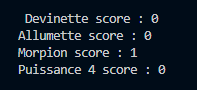 Devinette score : 0
Allumette score : 0
Morpion score : 1
Puissance 4 score : 0